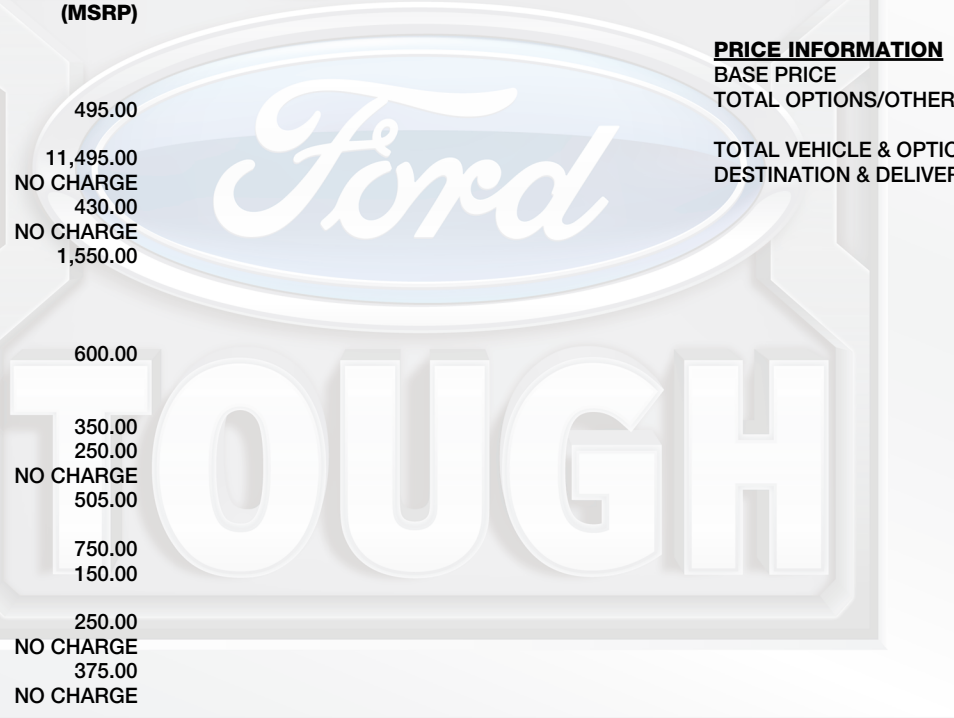 (MSRP)
495.00
11,495.00
NO CHARGE
430.00
NO CHARGE
1,550.00
600.00
350.00
250.00
NO CHARGE
505.00
750.00
150.00
250.00
NO CHARGE
375.00
NO CHARGE
PRICE INFORMATION
BASE PRICE
TOTAL OPTIONS/OTHER
TOTAL VEHICLE & OPTIO
DESTINATION & DELIVER
Ford
TOUGH